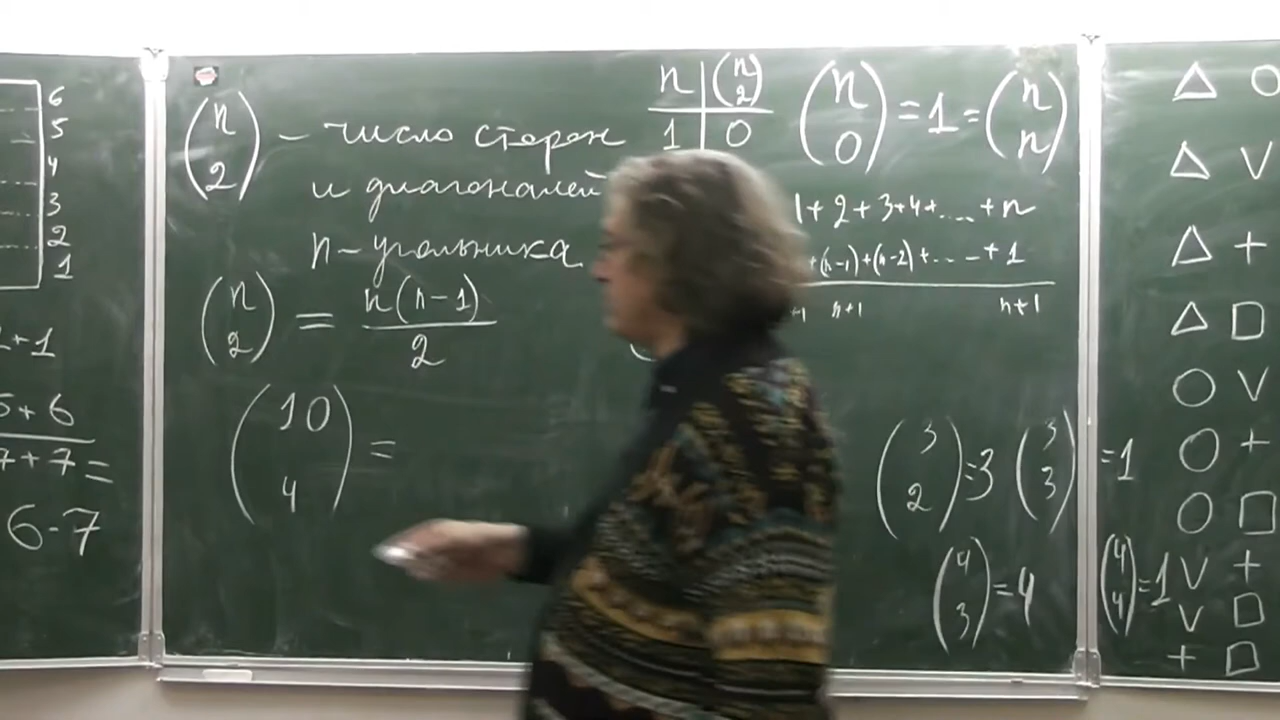 6
5
4
3
2
1
+1
5+6
7+7=
6·7
(n 2) — число сторон
и диагоналей
n-угольника
(n 2) = n(n-1)/2
(10 4) =
n | (n 2)
1 | 0
(n 0) = 1 = (n n)
1+2+3+4+....+n
+(n-1)+(n-2)+...-+1
n+1 n+1
(3 2)=3 (3 3)=1
(4 3)=4 (4 4)=1
△ ○
△ V
△ +
△ □
○ V
○ +
○ □
V +
V □
+ □